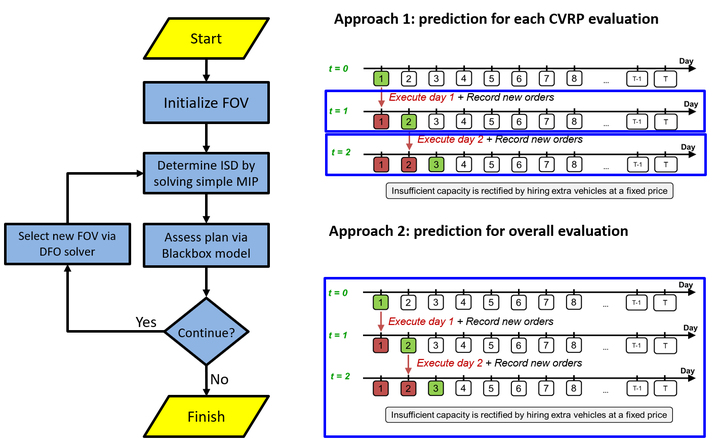 Start
Initialize FOV
Determine ISD by
solving simple MIP
Select new FOV via
DFO solver
Assess plan via
Blackbox model
Continue?
Yes
No
Finish
Approach 1: prediction for each CVRP evaluation
Day
t = 0
1 2 3 4 5 6 7 8 ... T-1 T
Execute day 1 + Record new orders
t = 1
1 2 3 4 5 6 7 8 ... T-1 T
Execute day 2 + Record new orders
t = 2
1 2 3 4 5 6 7 8 ... T-1 T
Insufficient capacity is rectified by hiring extra vehicles at a fixed price
Approach 2: prediction for overall evaluation
Day
t = 0
1 2 3 4 5 6 7 8 ... T-1 T
Execute day 1 + Record new orders
t = 1
1 2 3 4 5 6 7 8 ... T-1 T
Execute day 2 + Record new orders
t = 2
1 2 3 4 5 6 7 8 ... T-1 T
Insufficient capacity is rectified by hiring extra vehicles at a fixed price